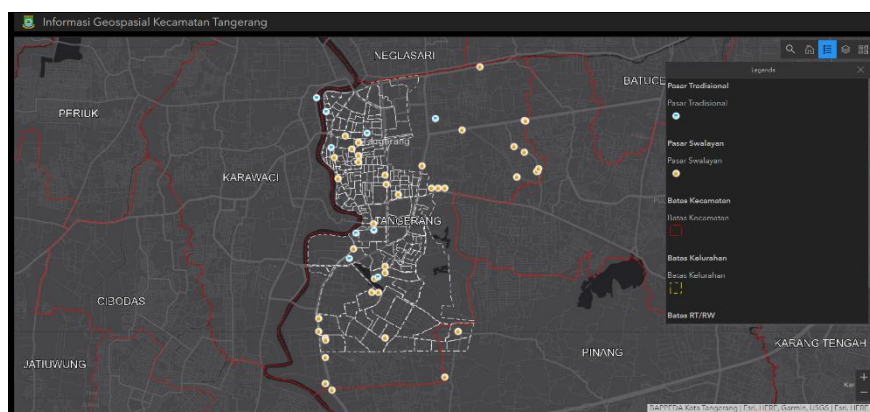 Informasi Geospasial Kecamatan Tangerang
NEGLASARI
BATUCE
PERIUK
KARAWACI
Tangerang
TANGERANG
CIBODAS
JATIUWUNG
PINANG
KARANG TENGAH
Legenda
Pasar Tradisional
Pasar Tradisional
Pasar Swalayan
Pasar Swalayan
Batas Kecamatan
Batas Kecamatan
Batas Kelurahan
Batas Kelurahan
Batas RT/RW
+
−
BAPPEDA Kota Tangerang | Esri, HERE, Garmin, USGS | Esri, HERE